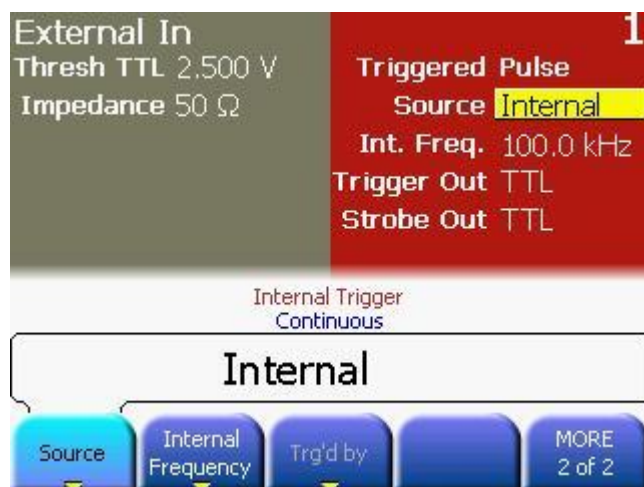 External In
Thresh TTL 2.500 V
Impedance 50 Ω
1
Triggered Pulse
Source Internal
Int. Freq. 100.0 kHz
Trigger Out TTL
Strobe Out TTL
Internal Trigger
Continuous
Internal
Source
Internal
Frequency
Trg'd by
MORE
2 of 2